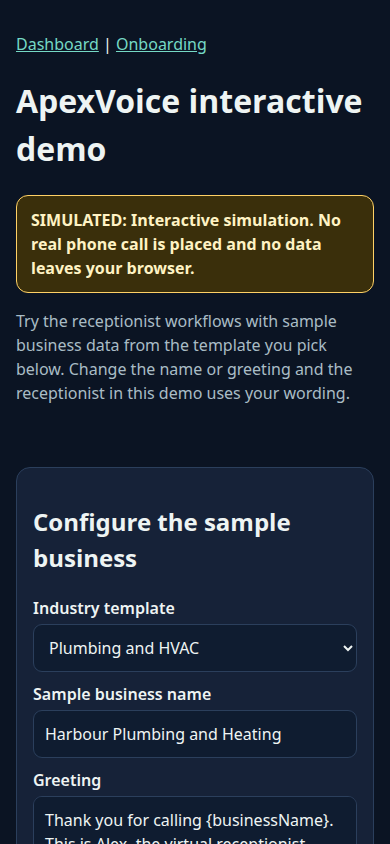 Dashboard | Onboarding
ApexVoice interactive
demo
SIMULATED: Interactive simulation. No
real phone call is placed and no data
leaves your browser.
Try the receptionist workflows with sample
business data from the template you pick
below. Change the name or greeting and the
receptionist in this demo uses your wording.
Configure the sample
business
Industry template
Plumbing and HVAC
Sample business name
Harbour Plumbing and Heating
Greeting
Thank you for calling {businessName}.
This is Alex, the virtual receptionist